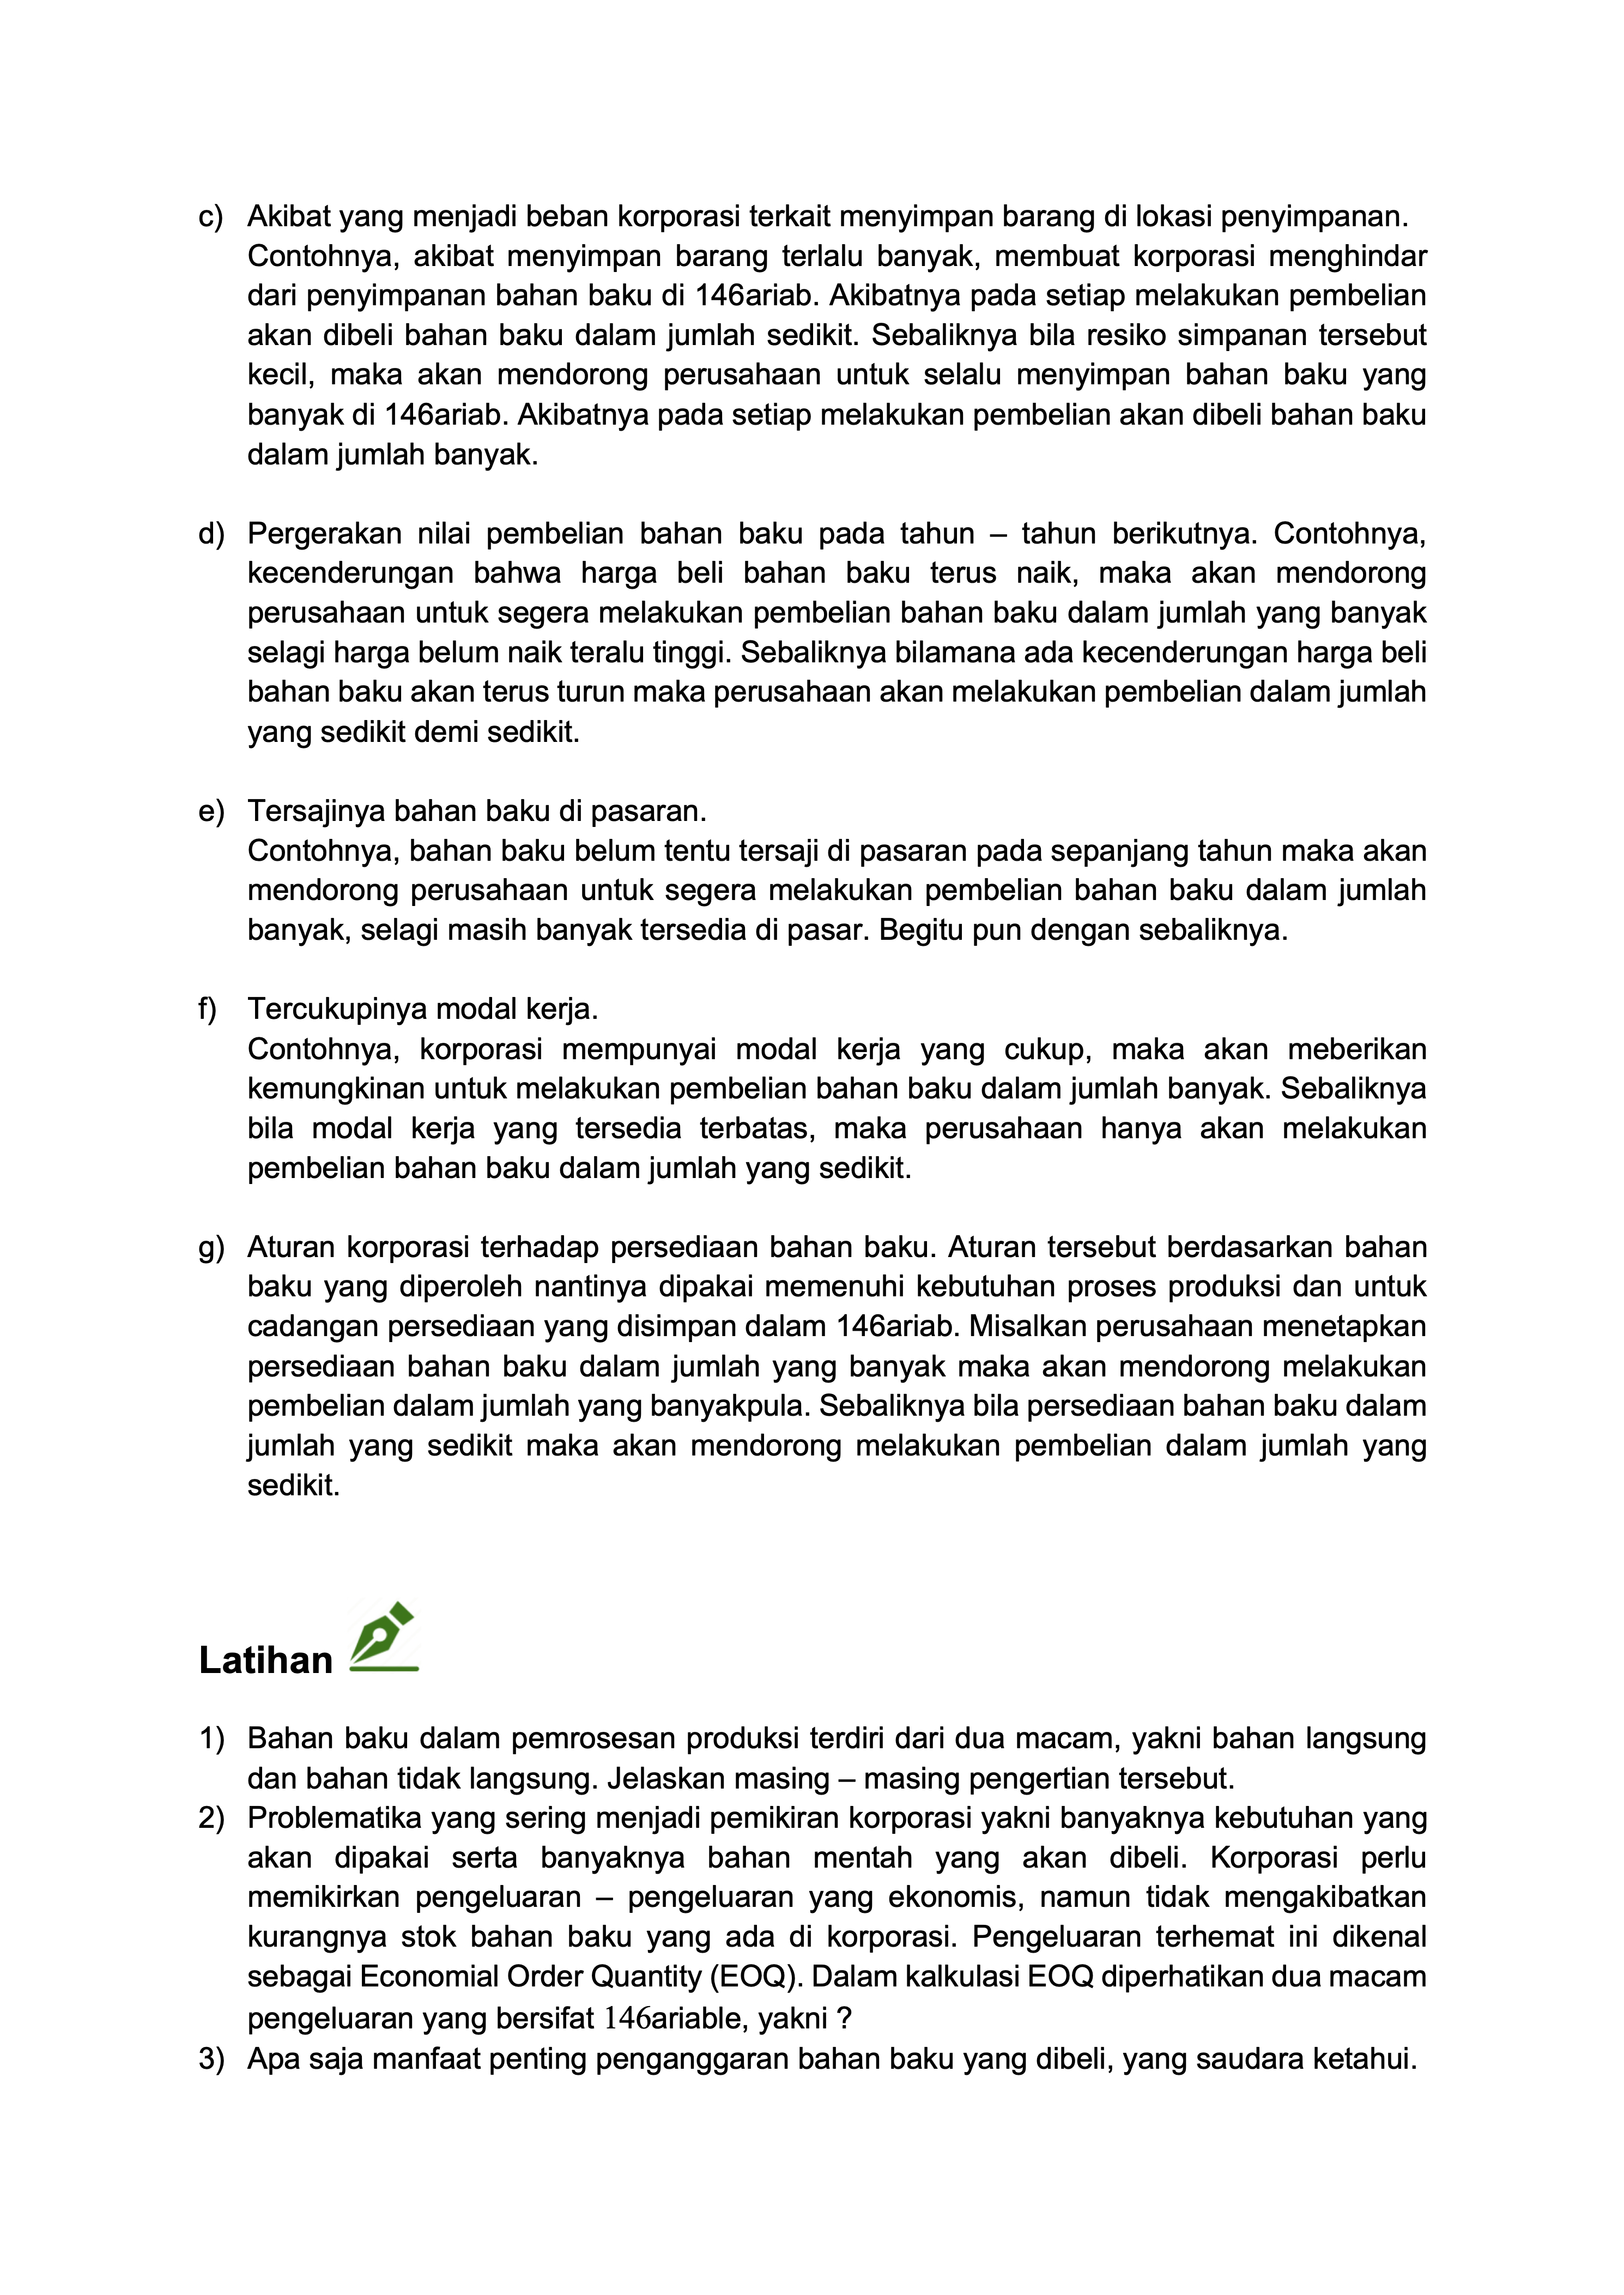 c) Akibat yang menjadi beban korporasi terkait menyimpan barang di lokasi penyimpanan.
Contohnya, akibat menyimpan barang terlalu banyak, membuat korporasi menghindar
dari penyimpanan bahan baku di 146ariab. Akibatnya pada setiap melakukan pembelian
akan dibeli bahan baku dalam jumlah sedikit. Sebaliknya bila resiko simpanan tersebut
kecil, maka akan mendorong perusahaan untuk selalu menyimpan bahan baku yang
banyak di 146ariab. Akibatnya pada setiap melakukan pembelian akan dibeli bahan baku
dalam jumlah banyak.
d) Pergerakan nilai pembelian bahan baku pada tahun – tahun berikutnya. Contohnya,
kecenderungan bahwa harga beli bahan baku terus naik, maka akan mendorong
perusahaan untuk segera melakukan pembelian bahan baku dalam jumlah yang banyak
selagi harga belum naik teralu tinggi. Sebaliknya bilamana ada kecenderungan harga beli
bahan baku akan terus turun maka perusahaan akan melakukan pembelian dalam jumlah
yang sedikit demi sedikit.
e) Tersajinya bahan baku di pasaran.
Contohnya, bahan baku belum tentu tersaji di pasaran pada sepanjang tahun maka akan
mendorong perusahaan untuk segera melakukan pembelian bahan baku dalam jumlah
banyak, selagi masih banyak tersedia di pasar. Begitu pun dengan sebaliknya.
f) Tercukupinya modal kerja.
Contohnya, korporasi mempunyai modal kerja yang cukup, maka akan meberikan
kemungkinan untuk melakukan pembelian bahan baku dalam jumlah banyak. Sebaliknya
bila modal kerja yang tersedia terbatas, maka perusahaan hanya akan melakukan
pembelian bahan baku dalam jumlah yang sedikit.
g) Aturan korporasi terhadap persediaan bahan baku. Aturan tersebut berdasarkan bahan
baku yang diperoleh nantinya dipakai memenuhi kebutuhan proses produksi dan untuk
cadangan persediaan yang disimpan dalam 146ariab. Misalkan perusahaan menetapkan
persediaan bahan baku dalam jumlah yang banyak maka akan mendorong melakukan
pembelian dalam jumlah yang banyakpula. Sebaliknya bila persediaan bahan baku dalam
jumlah yang sedikit maka akan mendorong melakukan pembelian dalam jumlah yang
sedikit.
Latihan
1) Bahan baku dalam pemrosesan produksi terdiri dari dua macam, yakni bahan langsung
dan bahan tidak langsung. Jelaskan masing – masing pengertian tersebut.
2) Problematika yang sering menjadi pemikiran korporasi yakni banyaknya kebutuhan yang
akan dipakai serta banyaknya bahan mentah yang akan dibeli. Korporasi perlu
memikirkan pengeluaran – pengeluaran yang ekonomis, namun tidak mengakibatkan
kurangnya stok bahan baku yang ada di korporasi. Pengeluaran terhemat ini dikenal
sebagai Economial Order Quantity (EOQ). Dalam kalkulasi EOQ diperhatikan dua macam
pengeluaran yang bersifat 146ariable, yakni ?
3) Apa saja manfaat penting penganggaran bahan baku yang dibeli, yang saudara ketahui.